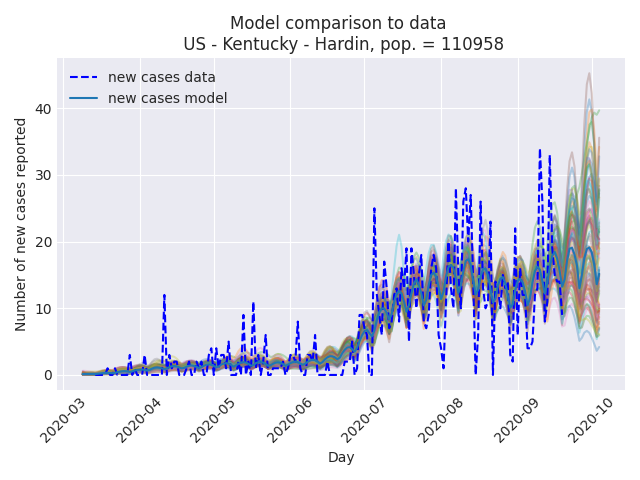 Model comparison to data
US - Kentucky - Hardin, pop. = 110958
new cases data
new cases model
Number of new cases reported
40
30
20
10
0
2020-03
2020-04
2020-05
2020-06
2020-07
2020-08
2020-09
2020-10
Day